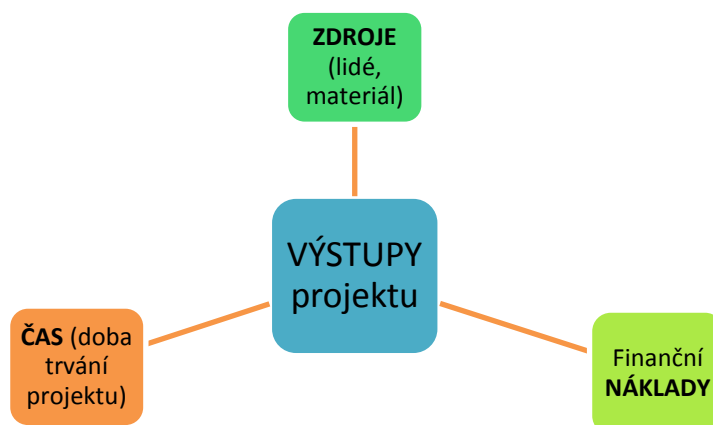 ZDROJE
(lidé,
materiál)
VÝSTUPY
projektu
ČAS (doba
trvání
projektu)
Finanční
NÁKLADY